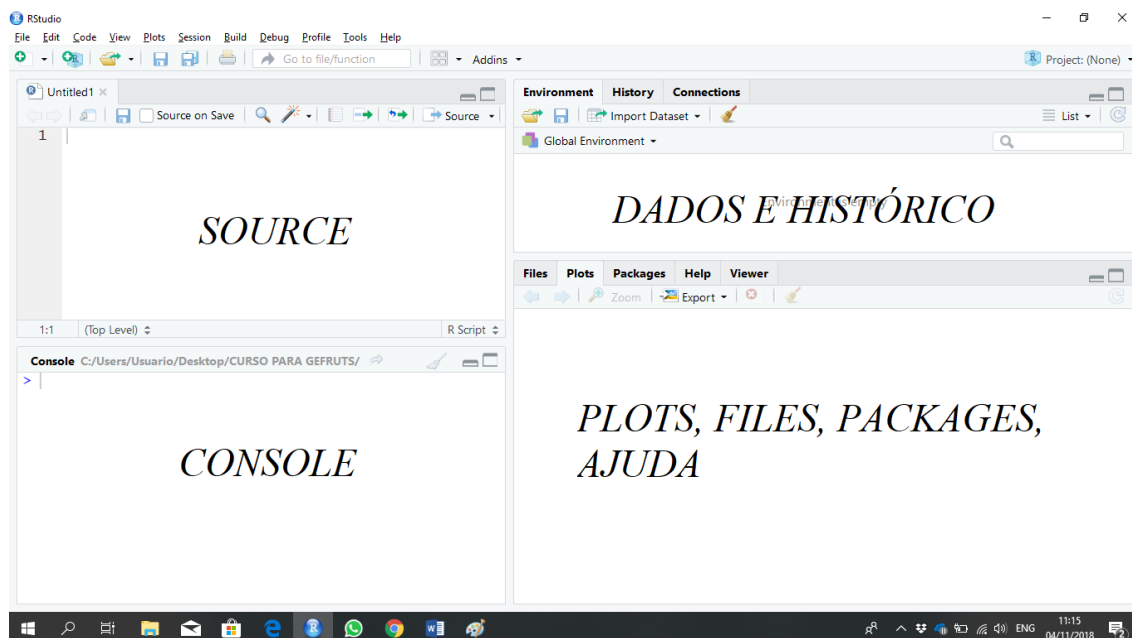 RStudio
File Edit Code View Plots Session Build Debug Profile Tools Help
Go to file/function
Addins
Project: (None)
Untitled1
Source on Save
Source
1
SOURCE
1:1 (Top Level) R Script
Console C:/Users/Usuario/Desktop/CURSO PARA GEFRUTS/
>
CONSOLE
Environment History Connections
Import Dataset
List
Global Environment
Environment is empty
DADOS E HISTÓRICO
Files Plots Packages Help Viewer
Zoom Export
PLOTS, FILES, PACKAGES,
AJUDA
ENG
11:15
04/11/2018